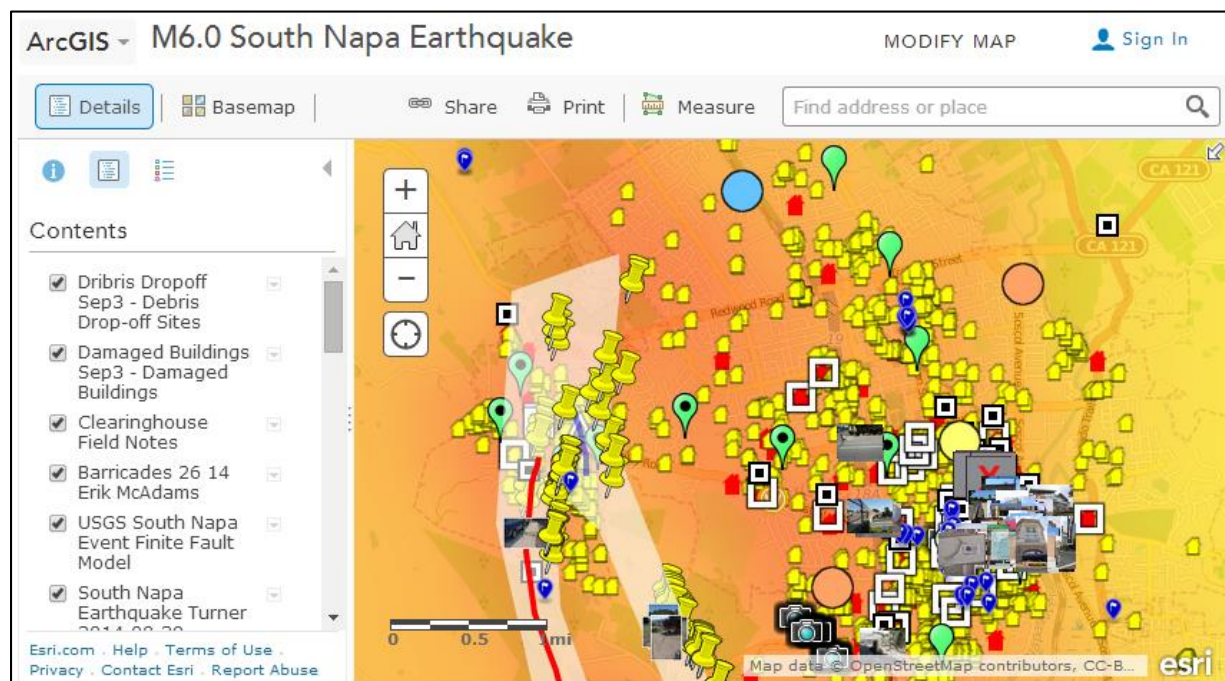 ArcGIS M6.0 South Napa Earthquake MODIFY MAP Sign In
Details Basemap Share Print Measure Find address or place
Contents
Dribris Dropoff
Sep3 - Debris
Drop-off Sites
Damaged Buildings
Sep3 - Damaged
Buildings
Clearinghouse
Field Notes
Barricades 26 14
Erik McAdams
USGS South Napa
Event Finite Fault
Model
South Napa
Earthquake Turner
Esri.com . Help . Terms of Use .
Privacy . Contact Esri . Report Abuse
CA 121
CA 121
Redwood Road
Soscol Avenue
0 0.5 1mi
Map data © OpenStreetMap contributors, CC-B...
esri